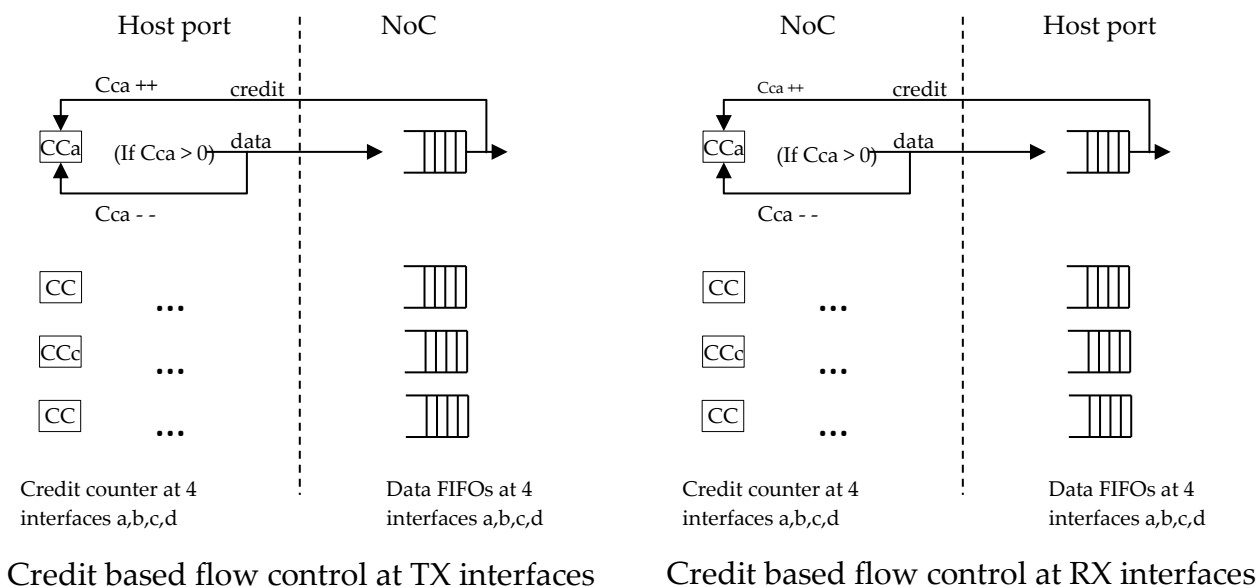 Host port
NoC
Cca ++
credit
CCa
(If Cca > 0)
data
Cca - -
CC
...
CCc
...
CC
...
Credit counter at 4
interfaces a,b,c,d
Data FIFOs at 4
interfaces a,b,c,d
Credit based flow control at TX interfaces
NoC
Host port
Cca ++
credit
CCa
(If Cca > 0)
data
Cca - -
CC
...
CCc
...
CC
...
Credit counter at 4
interfaces a,b,c,d
Data FIFOs at 4
interfaces a,b,c,d
Credit based flow control at RX interfaces